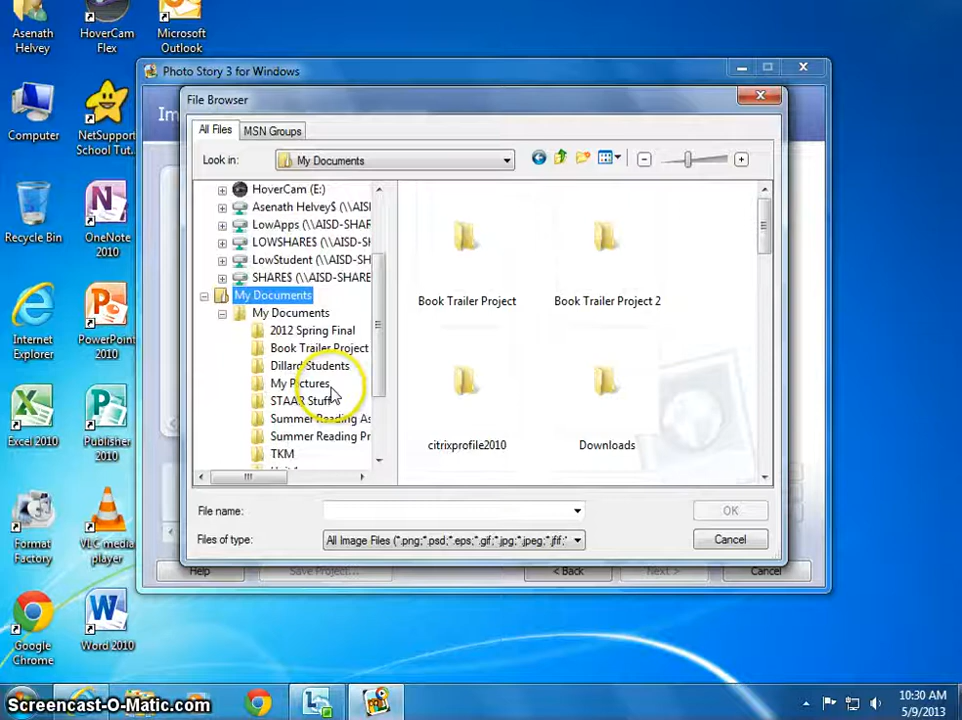 Asenath
Helvey
HoverCam
Flex
Microsoft
Outlook
Computer
NetSupport
School Tut...
Recycle Bin
OneNote
2010
Internet
Explorer
PowerPoint
2010
Excel 2010
Publisher
2010
Format
Factory
VLC media
player
Google
Chrome
Word 2010
Photo Story 3 for Windows
Im
File Browser
All Files
MSN Groups
Look in:
My Documents
HoverCam (E:)
Asenath Helvey$ (\\AISI
LowApps (\\AISD-SHAR
LOWSHARE$ (\\AISD-SH
LowStudent (\\AISD-SH
SHARE$ (\\AISD-SHARE
My Documents
My Documents
2012 Spring Final
Book Trailer Project
Dillard Students
My Pictures
STAAR Stuff
Summer Reading As
Summer Reading Pr
TKM
Book Trailer Project
Book Trailer Project 2
citrixprofile2010
Downloads
File name:
OK
Files of type:
All Image Files (*.png;*.psd;*.eps;*.gif;*.jpg;*.jpeg;*.jfif;*
Cancel
Help
Save Project...
< Back
Next >
Cancel
Screencast-O-Matic.com
10:30 AM
5/9/2013